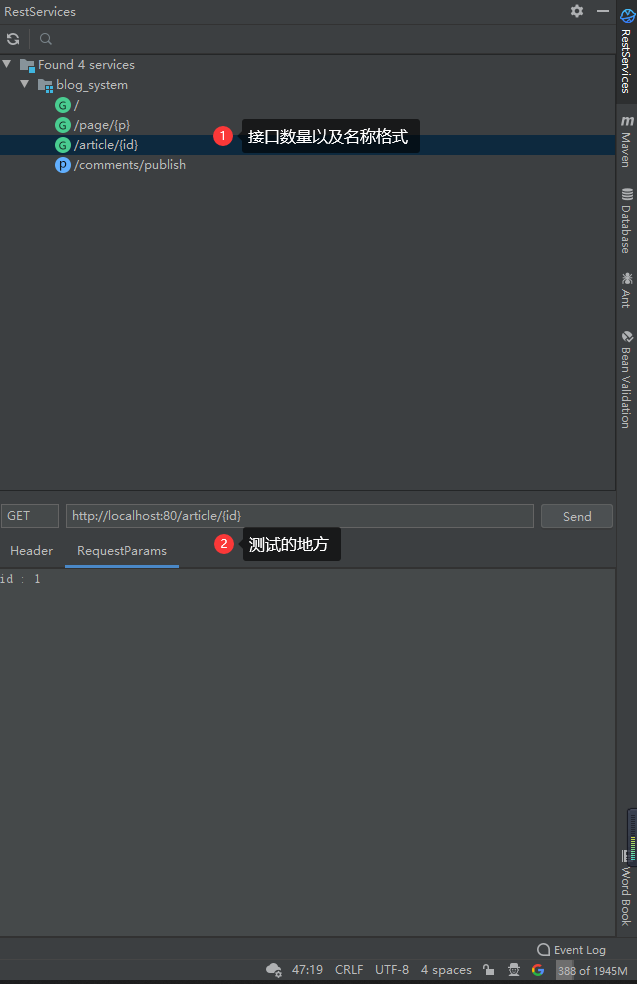 RestServices
Found 4 services
blog_system
G /
G /page/{p}
1 接口数量以及名称格式
G /article/{id}
P /comments/publish
GET
http://localhost:80/article/{id}
Send
Header
RequestParams
2 测试的地方
id : 1
RestServices
m Maven
Database
Ant
Bean Validation
Word Book
Event Log
47:19
CRLF
UTF-8
4 spaces
G
388 of 1945M